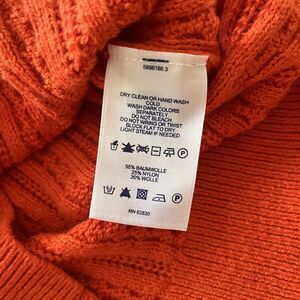 5896186.3
DRY CLEAN OR HAND WASH
COLD.
WASH DARK COLORS
SEPARATELY.
DO NOT BLEACH.
DO NOT WRING OR TWIST
BLOCK FLAT TO DRY
LIGHT STEAM IF NEEDED.
P
55% BAUMWOLLE
25% NYLON
20% WOLLE
P
RN 62830